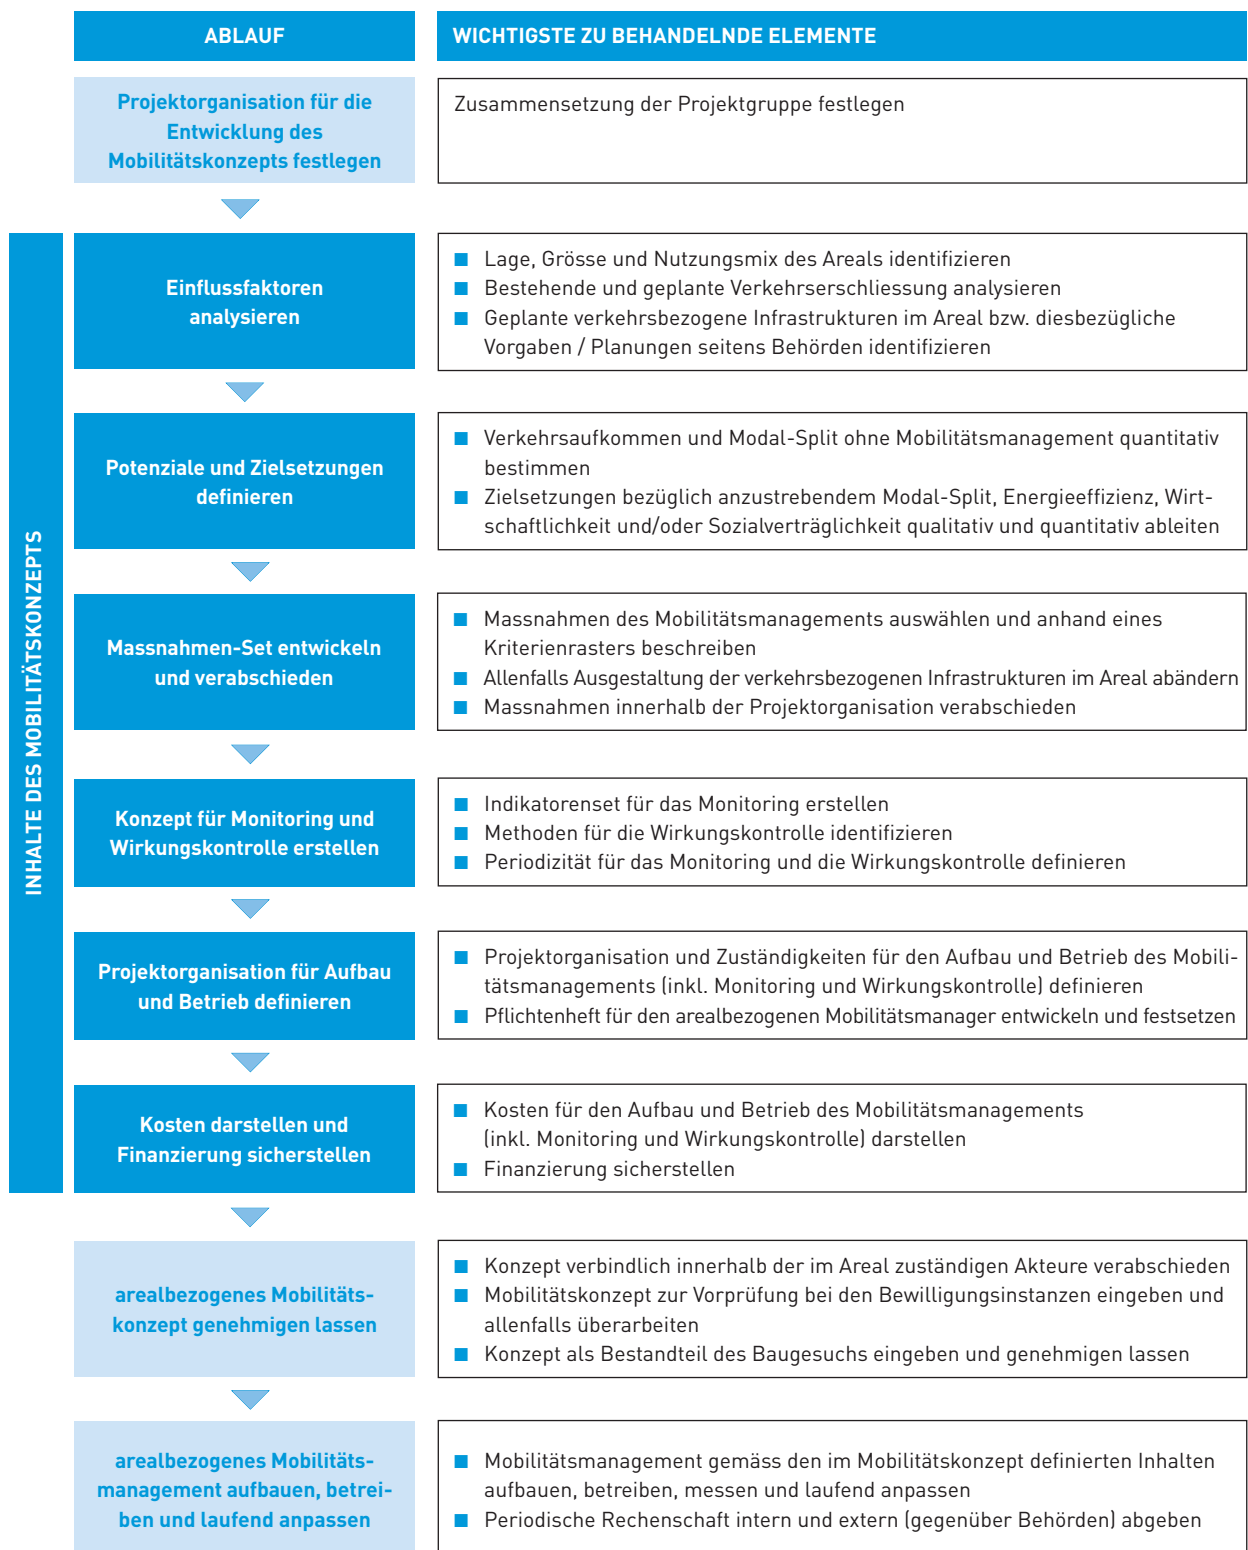 ABLAUF
WICHTIGSTE ZU BEHANDELNDE ELEMENTE
Projektorganisation für die
Entwicklung des
Mobilitätskonzepts festlegen
Zusammensetzung der Projektgruppe festlegen
INHALTE DES MOBILITÄTSKONZEPTS
Einflussfaktoren
analysieren
■ Lage, Grösse und Nutzungsmix des Areals identifizieren
■ Bestehende und geplante Verkehrserschliessung analysieren
■ Geplante verkehrsbezogene Infrastrukturen im Areal bzw. diesbezügliche
Vorgaben / Planungen seitens Behörden identifizieren
Potenziale und Zielsetzungen
definieren
■ Verkehrsaufkommen und Modal-Split ohne Mobilitätsmanagement quantitativ
bestimmen
■ Zielsetzungen bezüglich anzustrebendem Modal-Split, Energieeffizienz, Wirt-
schaftlichkeit und/oder Sozialverträglichkeit qualitativ und quantitativ ableiten
Massnahmen-Set entwickeln
und verabschieden
■ Massnahmen des Mobilitätsmanagements auswählen und anhand eines
Kriterienrasters beschreiben
■ Allenfalls Ausgestaltung der verkehrsbezogenen Infrastrukturen im Areal abändern
■ Massnahmen innerhalb der Projektorganisation verabschieden
Konzept für Monitoring und
Wirkungskontrolle erstellen
■ Indikatorenset für das Monitoring erstellen
■ Methoden für die Wirkungskontrolle identifizieren
■ Periodizität für das Monitoring und die Wirkungskontrolle definieren
Projektorganisation für Aufbau
und Betrieb definieren
■ Projektorganisation und Zuständigkeiten für den Aufbau und Betrieb des Mobili-
tätsmanagements (inkl. Monitoring und Wirkungskontrolle) definieren
■ Pflichtenheft für den arealbezogenen Mobilitätsmanager entwickeln und festsetzen
Kosten darstellen und
Finanzierung sicherstellen
■ Kosten für den Aufbau und Betrieb des Mobilitätsmanagements
(inkl. Monitoring und Wirkungskontrolle) darstellen
■ Finanzierung sicherstellen
arealbezogenes Mobilitäts-
konzept genehmigen lassen
■ Konzept verbindlich innerhalb der im Areal zuständigen Akteure verabschieden
■ Mobilitätskonzept zur Vorprüfung bei den Bewilligungsinstanzen eingeben und
allenfalls überarbeiten
■ Konzept als Bestandteil des Baugesuchs eingeben und genehmigen lassen
arealbezogenes Mobilitäts-
management aufbauen, betrei-
ben und laufend anpassen
■ Mobilitätsmanagement gemäss den im Mobilitätskonzept definierten Inhalten
aufbauen, betreiben, messen und laufend anpassen
■ Periodische Rechenschaft intern und extern (gegenüber Behörden) abgeben